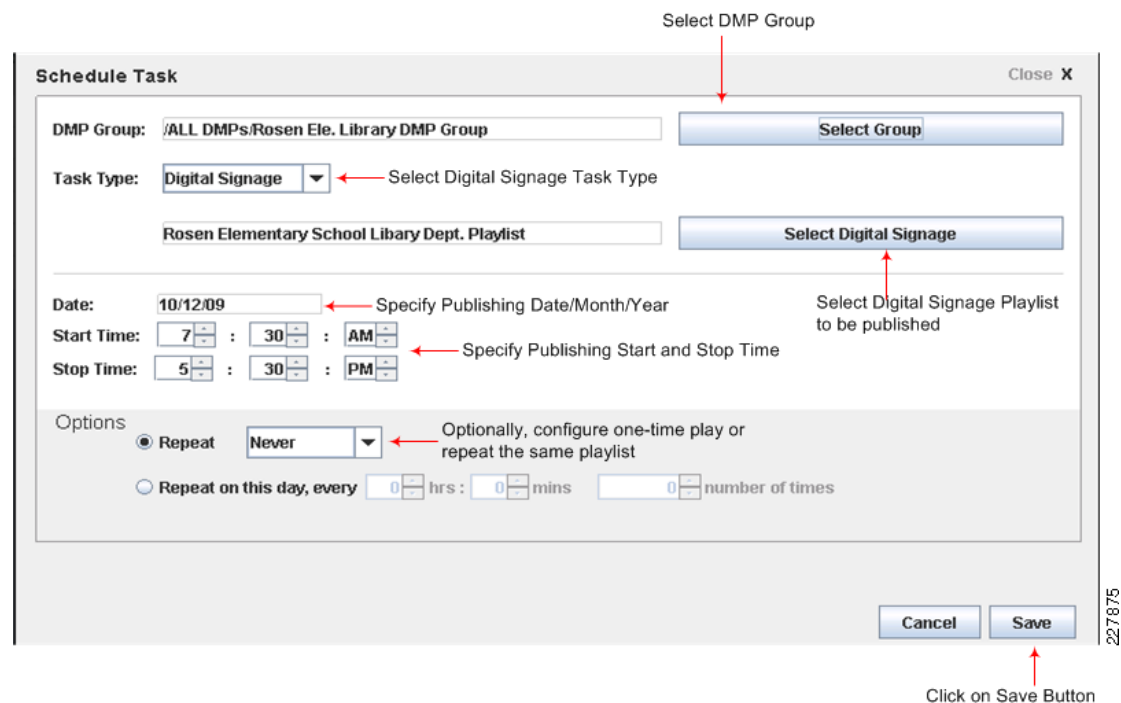 Select DMP Group
Schedule Task
Close X
DMP Group: /ALL DMPs/Rosen Ele. Library DMP Group Select Group
Task Type: Digital Signage Select Digital Signage Task Type
Rosen Elementary School Libary Dept. Playlist Select Digital Signage
Date: 10/12/09 Specify Publishing Date/Month/Year
Select Digital Signage Playlist
to be published
Start Time: 7 : 30 : AM
Specify Publishing Start and Stop Time
Stop Time: 5 : 30 : PM
Options
Repeat Never
Optionally, configure one-time play or
repeat the same playlist
Repeat on this day, every 0 hrs : 0 mins 0 number of times
Cancel Save
227875
Click on Save Button